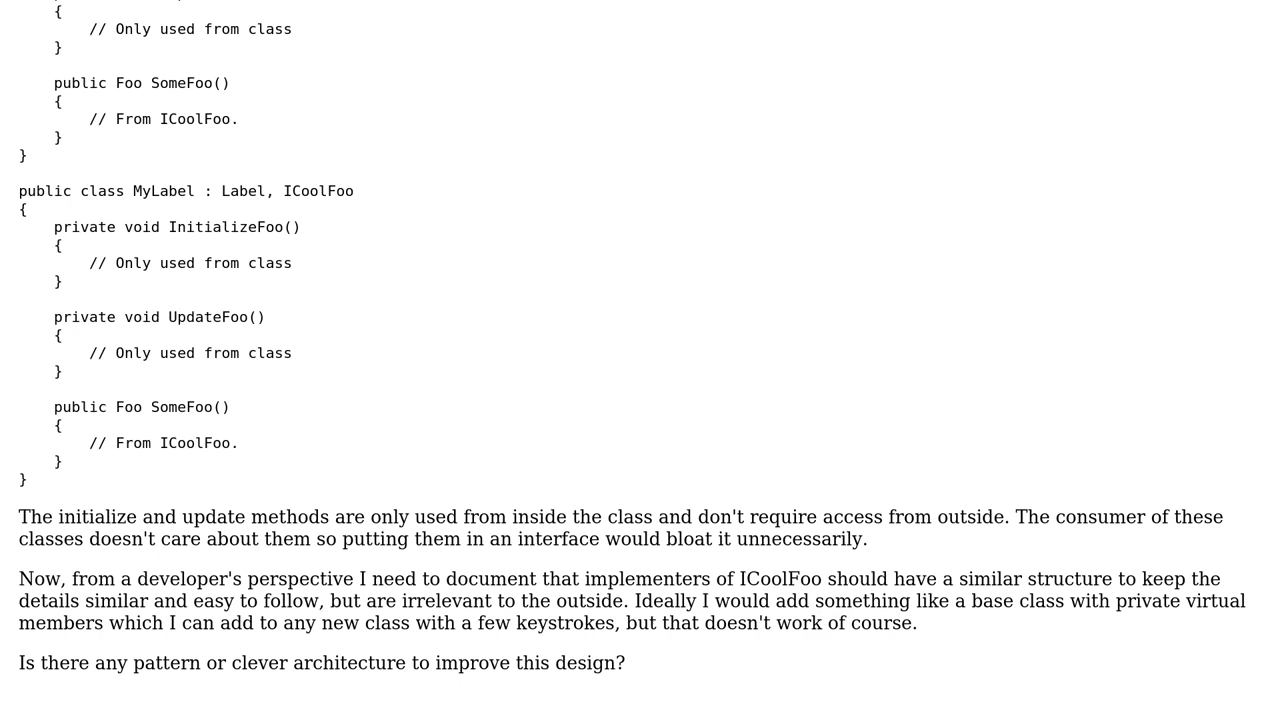 {
        // Only used from class
    }

    public Foo SomeFoo()
    {
        // From ICoolFoo.
    }
}

public class MyLabel : Label, ICoolFoo
{
    private void InitializeFoo()
    {
        // Only used from class
    }

    private void UpdateFoo()
    {
        // Only used from class
    }

    public Foo SomeFoo()
    {
        // From ICoolFoo.
    }
}

The initialize and update methods are only used from inside the class and don't require access from outside. The consumer of these
classes doesn't care about them so putting them in an interface would bloat it unnecessarily.

Now, from a developer's perspective I need to document that implementers of ICoolFoo should have a similar structure to keep the
details similar and easy to follow, but are irrelevant to the outside. Ideally I would add something like a base class with private virtual
members which I can add to any new class with a few keystrokes, but that doesn't work of course.

Is there any pattern or clever architecture to improve this design?